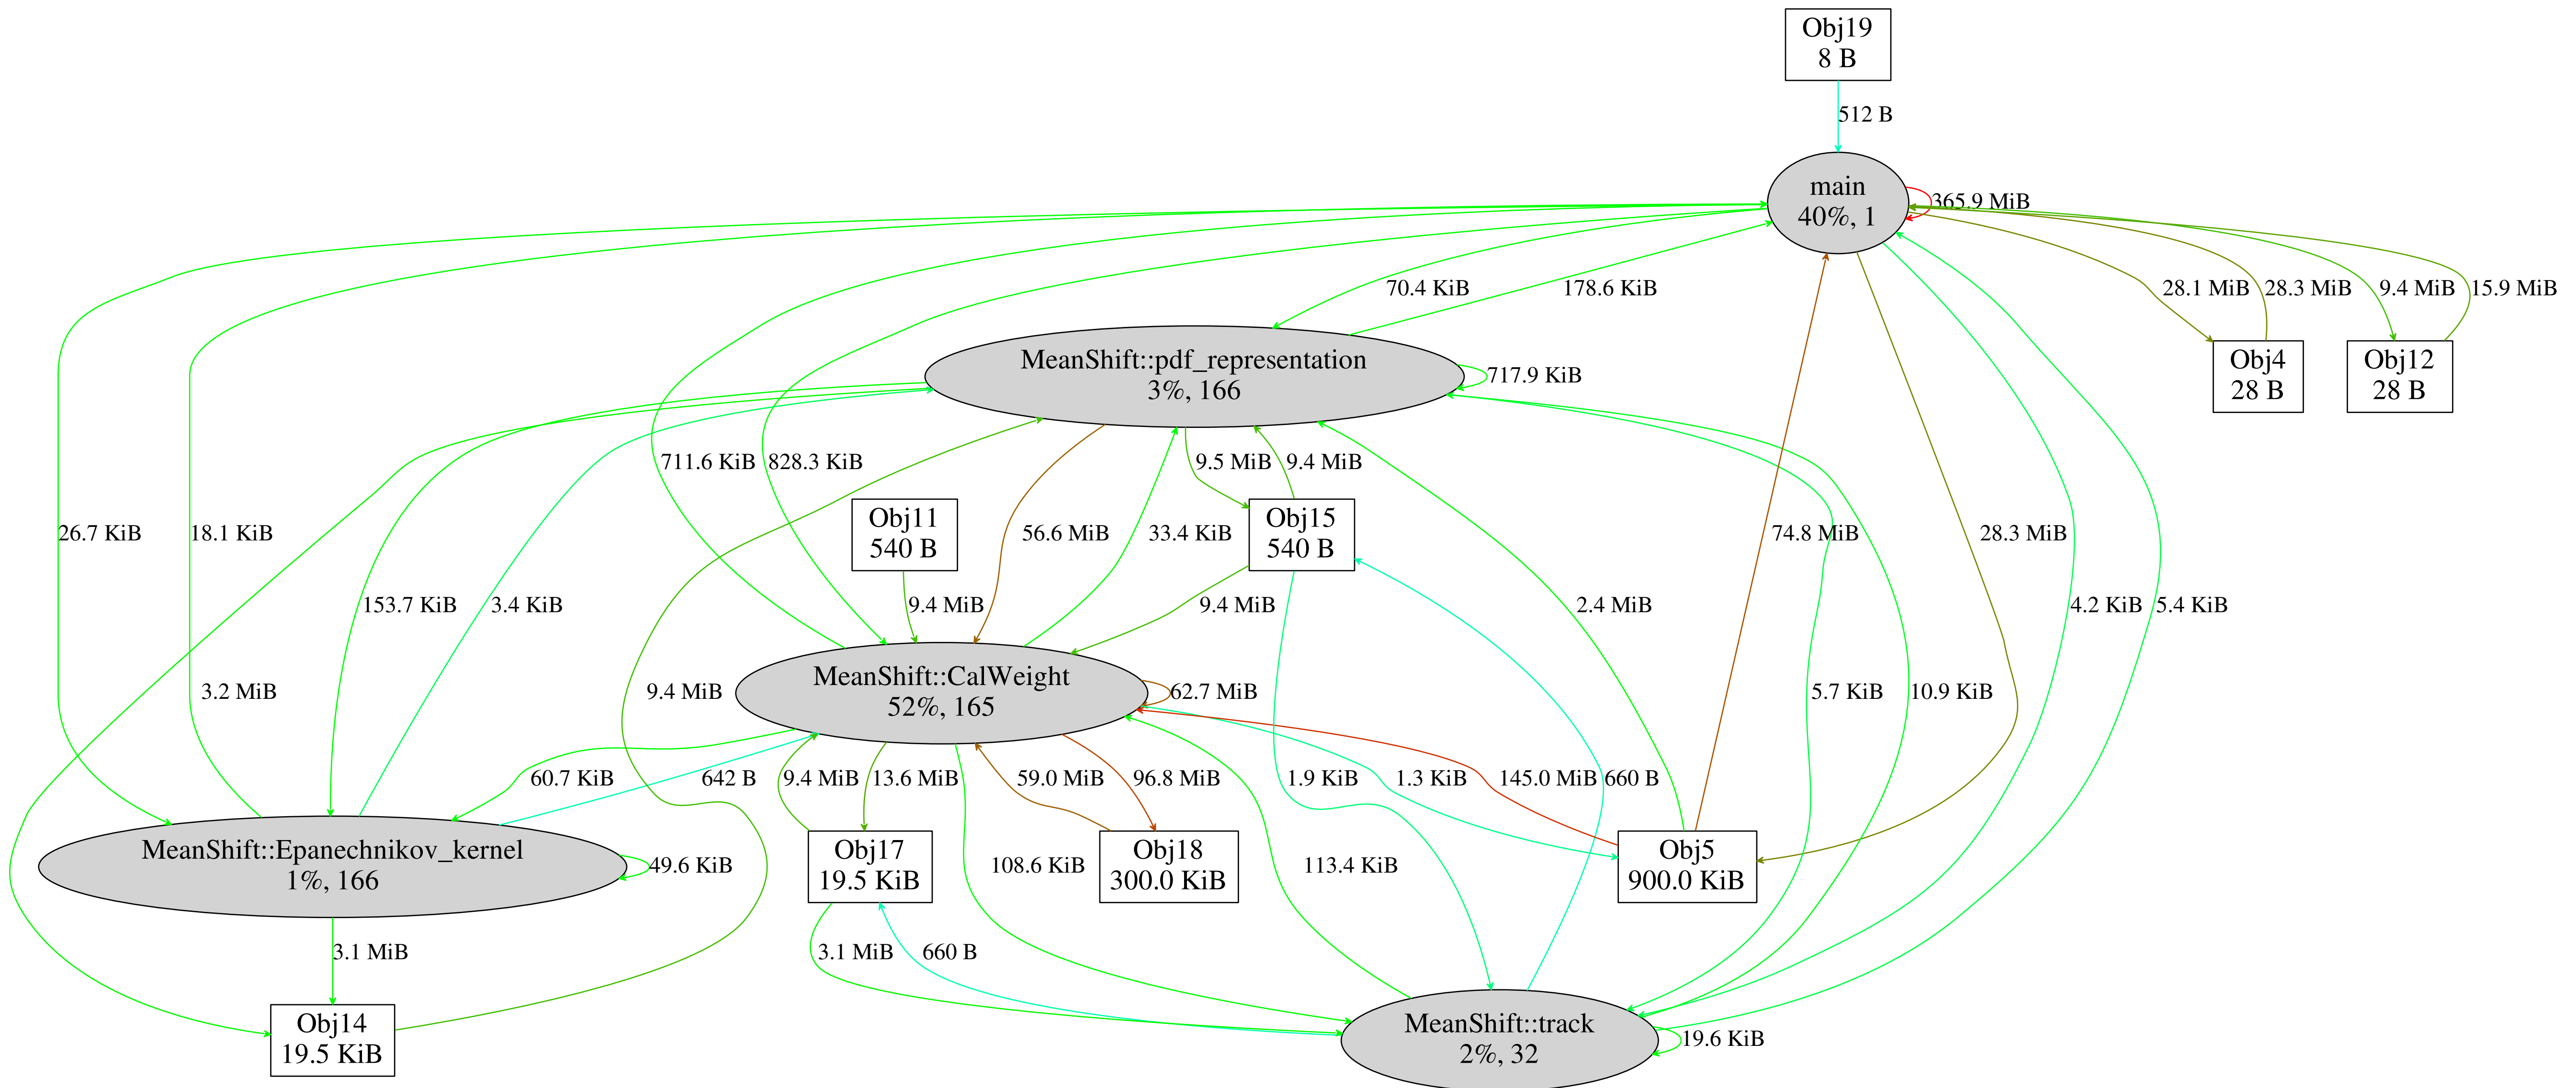 Obj19
8 B
512 B
main
40%, 1
365.9 MiB
70.4 KiB
178.6 KiB
28.1 MiB
28.3 MiB
9.4 MiB
15.9 MiB
MeanShift::pdf_representation
3%, 166
717.9 KiB
Obj4
28 B
Obj12
28 B
711.6 KiB
828.3 KiB
9.5 MiB
9.4 MiB
Obj11
540 B
Obj15
540 B
26.7 KiB
18.1 KiB
56.6 MiB
33.4 KiB
74.8 MiB
28.3 MiB
153.7 KiB
3.4 KiB
9.4 MiB
9.4 MiB
2.4 MiB
4.2 KiB
5.4 KiB
3.2 MiB
9.4 MiB
MeanShift::CalWeight
52%, 165
62.7 MiB
5.7 KiB
10.9 KiB
60.7 KiB
642 B
9.4 MiB
13.6 MiB
59.0 MiB
96.8 MiB
1.9 KiB
1.3 KiB
145.0 MiB
660 B
MeanShift::Epanechnikov_kernel
1%, 166
49.6 KiB
Obj17
19.5 KiB
108.6 KiB
Obj18
300.0 KiB
113.4 KiB
Obj5
900.0 KiB
3.1 MiB
3.1 MiB
660 B
Obj14
19.5 KiB
MeanShift::track
2%, 32
19.6 KiB